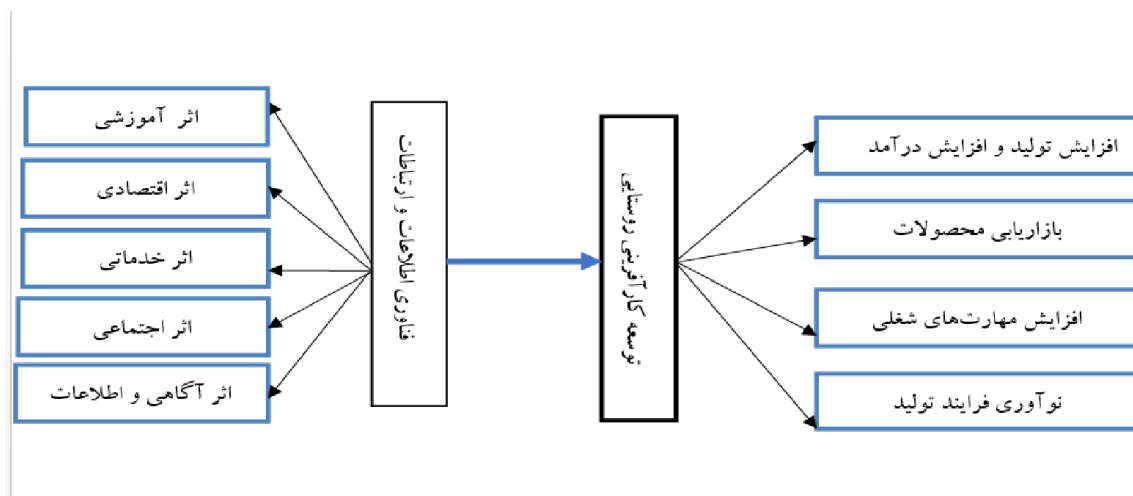 افزایش تولید و افزایش درآمد
بازاریابی محصولات
افزایش مهارت‌های شغلی
نوآوری فرایند تولید
توسعه کارآفرینی روستایی
فناوری اطلاعات و ارتباطات
اثر آموزشی
اثر اقتصادی
اثر خدماتی
اثر اجتماعی
اثر آگاهی و اطلاعات